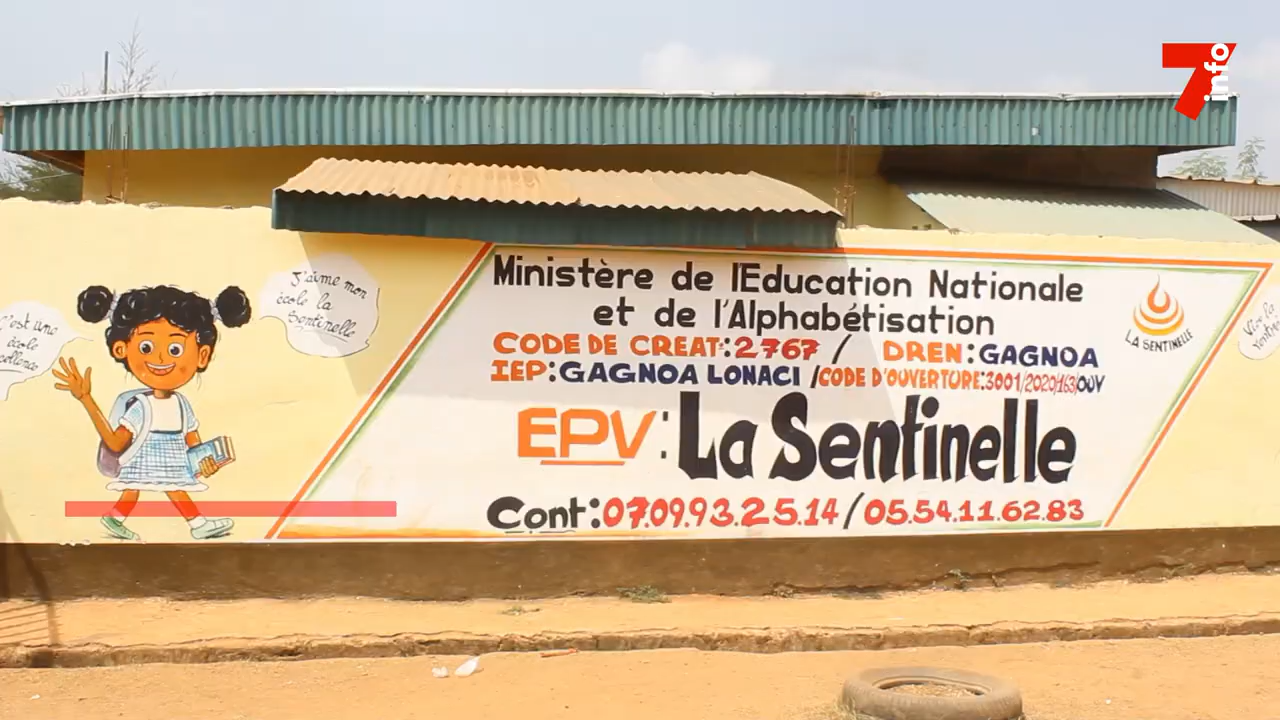 7 info
Ministère de l'Education Nationale
et de l'Alphabétisation
CODE DE CREAT:2767 / DREN:GAGNOA
IEP:GAGNOA LONACI /CODE D'OUVERTURE:3001/2020/163/OUV
EPV: La Sentinelle
Cont:07.09.93.25.14/05.54.11.62.83
LA SENTINELLE
J'aime mon
école la
Sentinelle
C'est une
école
Vive la